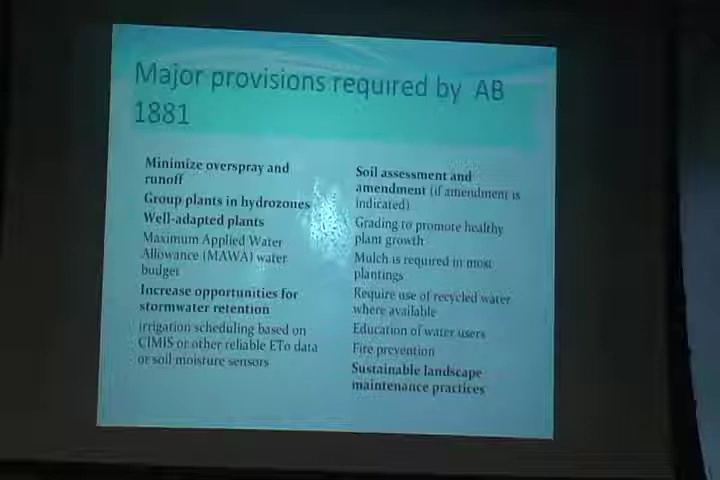 Major provisions required by AB
1881
Minimize overspray and
runoff
Group plants in hydrozones
Well-adapted plants
Maximum Applied Water
Allowance (MAWA) water
budget
Increase opportunities for
stormwater retention
irrigation scheduling based on
CIMIS or other reliable ETo data
or soil moisture sensors
Soil assessment and
amendment (if amendment is
indicated)
Grading to promote healthy
plant growth
Mulch is required in most
plantings
Require use of recycled water
where available
Education of water users
Fire prevention
Sustainable landscape
maintenance practices